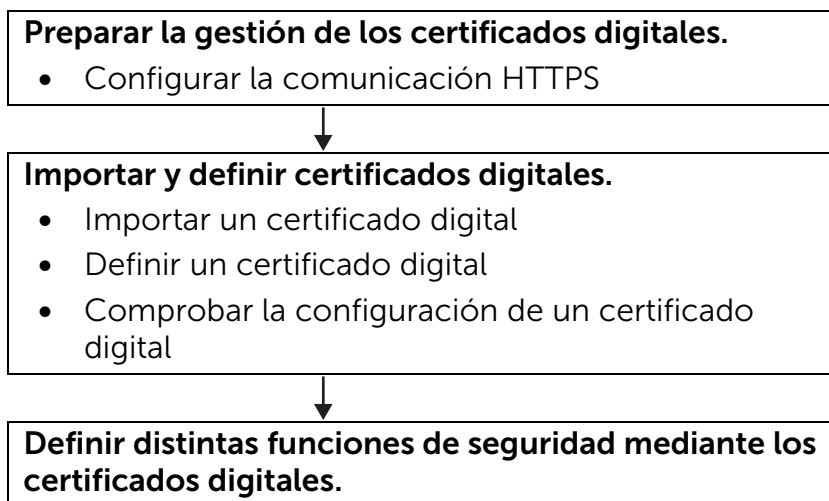 Preparar la gestión de los certificados digitales.
• Configurar la comunicación HTTPS
Importar y definir certificados digitales.
• Importar un certificado digital
• Definir un certificado digital
• Comprobar la configuración de un certificado
digital
Definir distintas funciones de seguridad mediante los
certificados digitales.